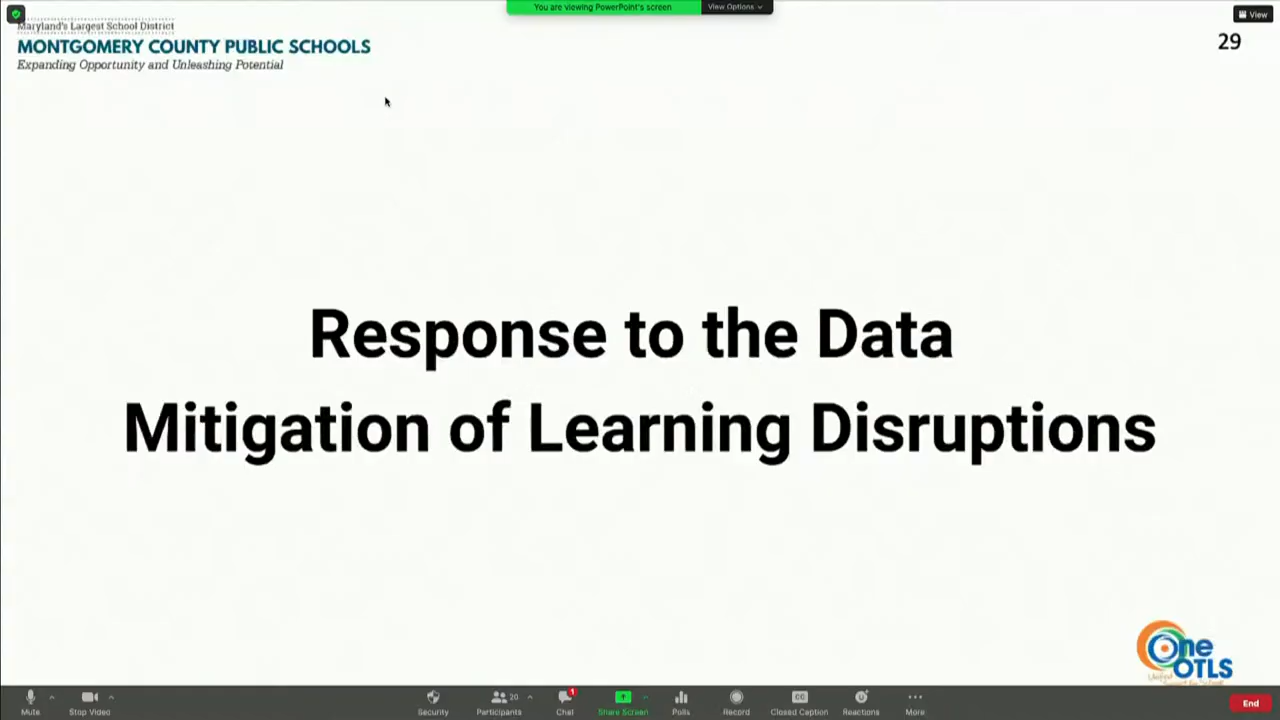 You are viewing PowerPoint's screen
View Options
View
Maryland's Largest School District
MONTGOMERY COUNTY PUBLIC SCHOOLS
Expanding Opportunity and Unleashing Potential
29
Response to the Data
Mitigation of Learning Disruptions
One
OTLS
Mute
Stop Video
Security
20
Participants
1
Chat
Share Screen
Polls
Record
CC
Closed Caption
Reactions
More
End